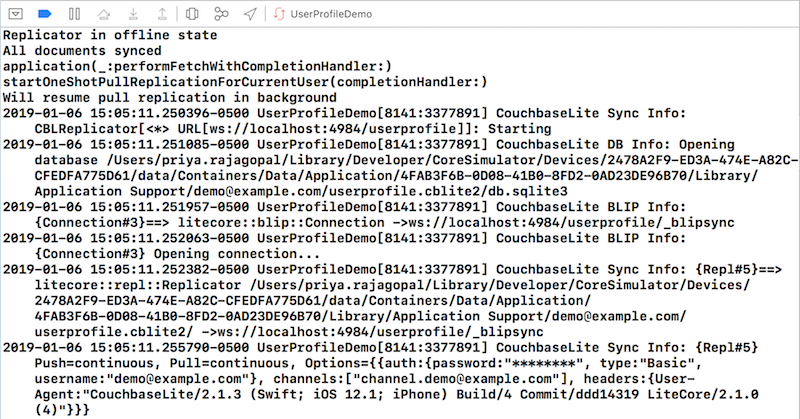 UserProfileDemo
Replicator in offline state
All documents synced
application(_:performFetchWithCompletionHandler:)
startOneShotPullReplicationForCurrentUser(completionHandler:)
Will resume pull replication in background
2019-01-06 15:05:11.250396-0500 UserProfileDemo[8141:3377891] CouchbaseLite Sync Info:
CBLReplicator[<*> URL[ws://localhost:4984/userprofile]]: Starting
2019-01-06 15:05:11.251085-0500 UserProfileDemo[8141:3377891] CouchbaseLite DB Info: Opening
database /Users/priya.rajagopal/Library/Developer/CoreSimulator/Devices/2478A2F9-ED3A-474E-A82C-
CFEDFA775D61/data/Containers/Data/Application/4FAB3F6B-0D08-41B0-8FD2-0AD23DE96B70/Library/
Application Support/demo@example.com/userprofile.cblite2/db.sqlite3
2019-01-06 15:05:11.251957-0500 UserProfileDemo[8141:3377891] CouchbaseLite BLIP Info:
{Connection#3}==> litecore::blip::Connection ->ws://localhost:4984/userprofile/_blipsync
2019-01-06 15:05:11.252063-0500 UserProfileDemo[8141:3377891] CouchbaseLite BLIP Info:
{Connection#3} Opening connection...
2019-01-06 15:05:11.252382-0500 UserProfileDemo[8141:3377891] CouchbaseLite Sync Info: {Repl#5}==>
litecore::repl::Replicator /Users/priya.rajagopal/Library/Developer/CoreSimulator/Devices/
2478A2F9-ED3A-474E-A82C-CFEDFA775D61/data/Containers/Data/Application/
4FAB3F6B-0D08-41B0-8FD2-0AD23DE96B70/Library/Application Support/demo@example.com/
userprofile.cblite2/ ->ws://localhost:4984/userprofile/_blipsync
2019-01-06 15:05:11.255790-0500 UserProfileDemo[8141:3377891] CouchbaseLite Sync Info: {Repl#5}
Push=continuous, Pull=continuous, Options={{auth:{password:"********", type:"Basic",
username:"demo@example.com"}, channels:["channel.demo@example.com"], headers:{User-
Agent:"CouchbaseLite/2.1.3 (Swift; iOS 12.1; iPhone) Build/4 Commit/ddd14319 LiteCore/2.1.0
(4)"}}}